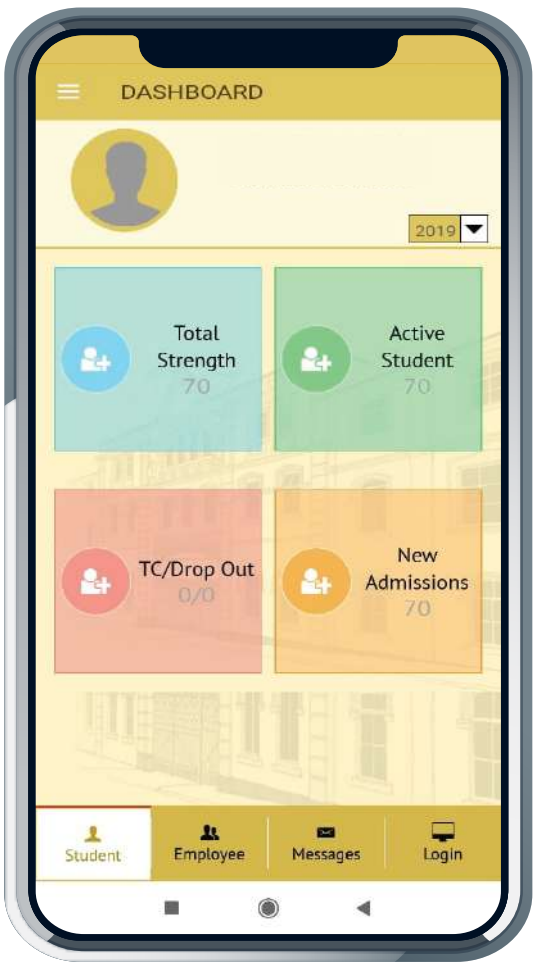 DASHBOARD
2019
Total
Strength
70
Active
Student
70
TC/Drop Out
0/0
New
Admissions
70
Student
Employee
Messages
Login